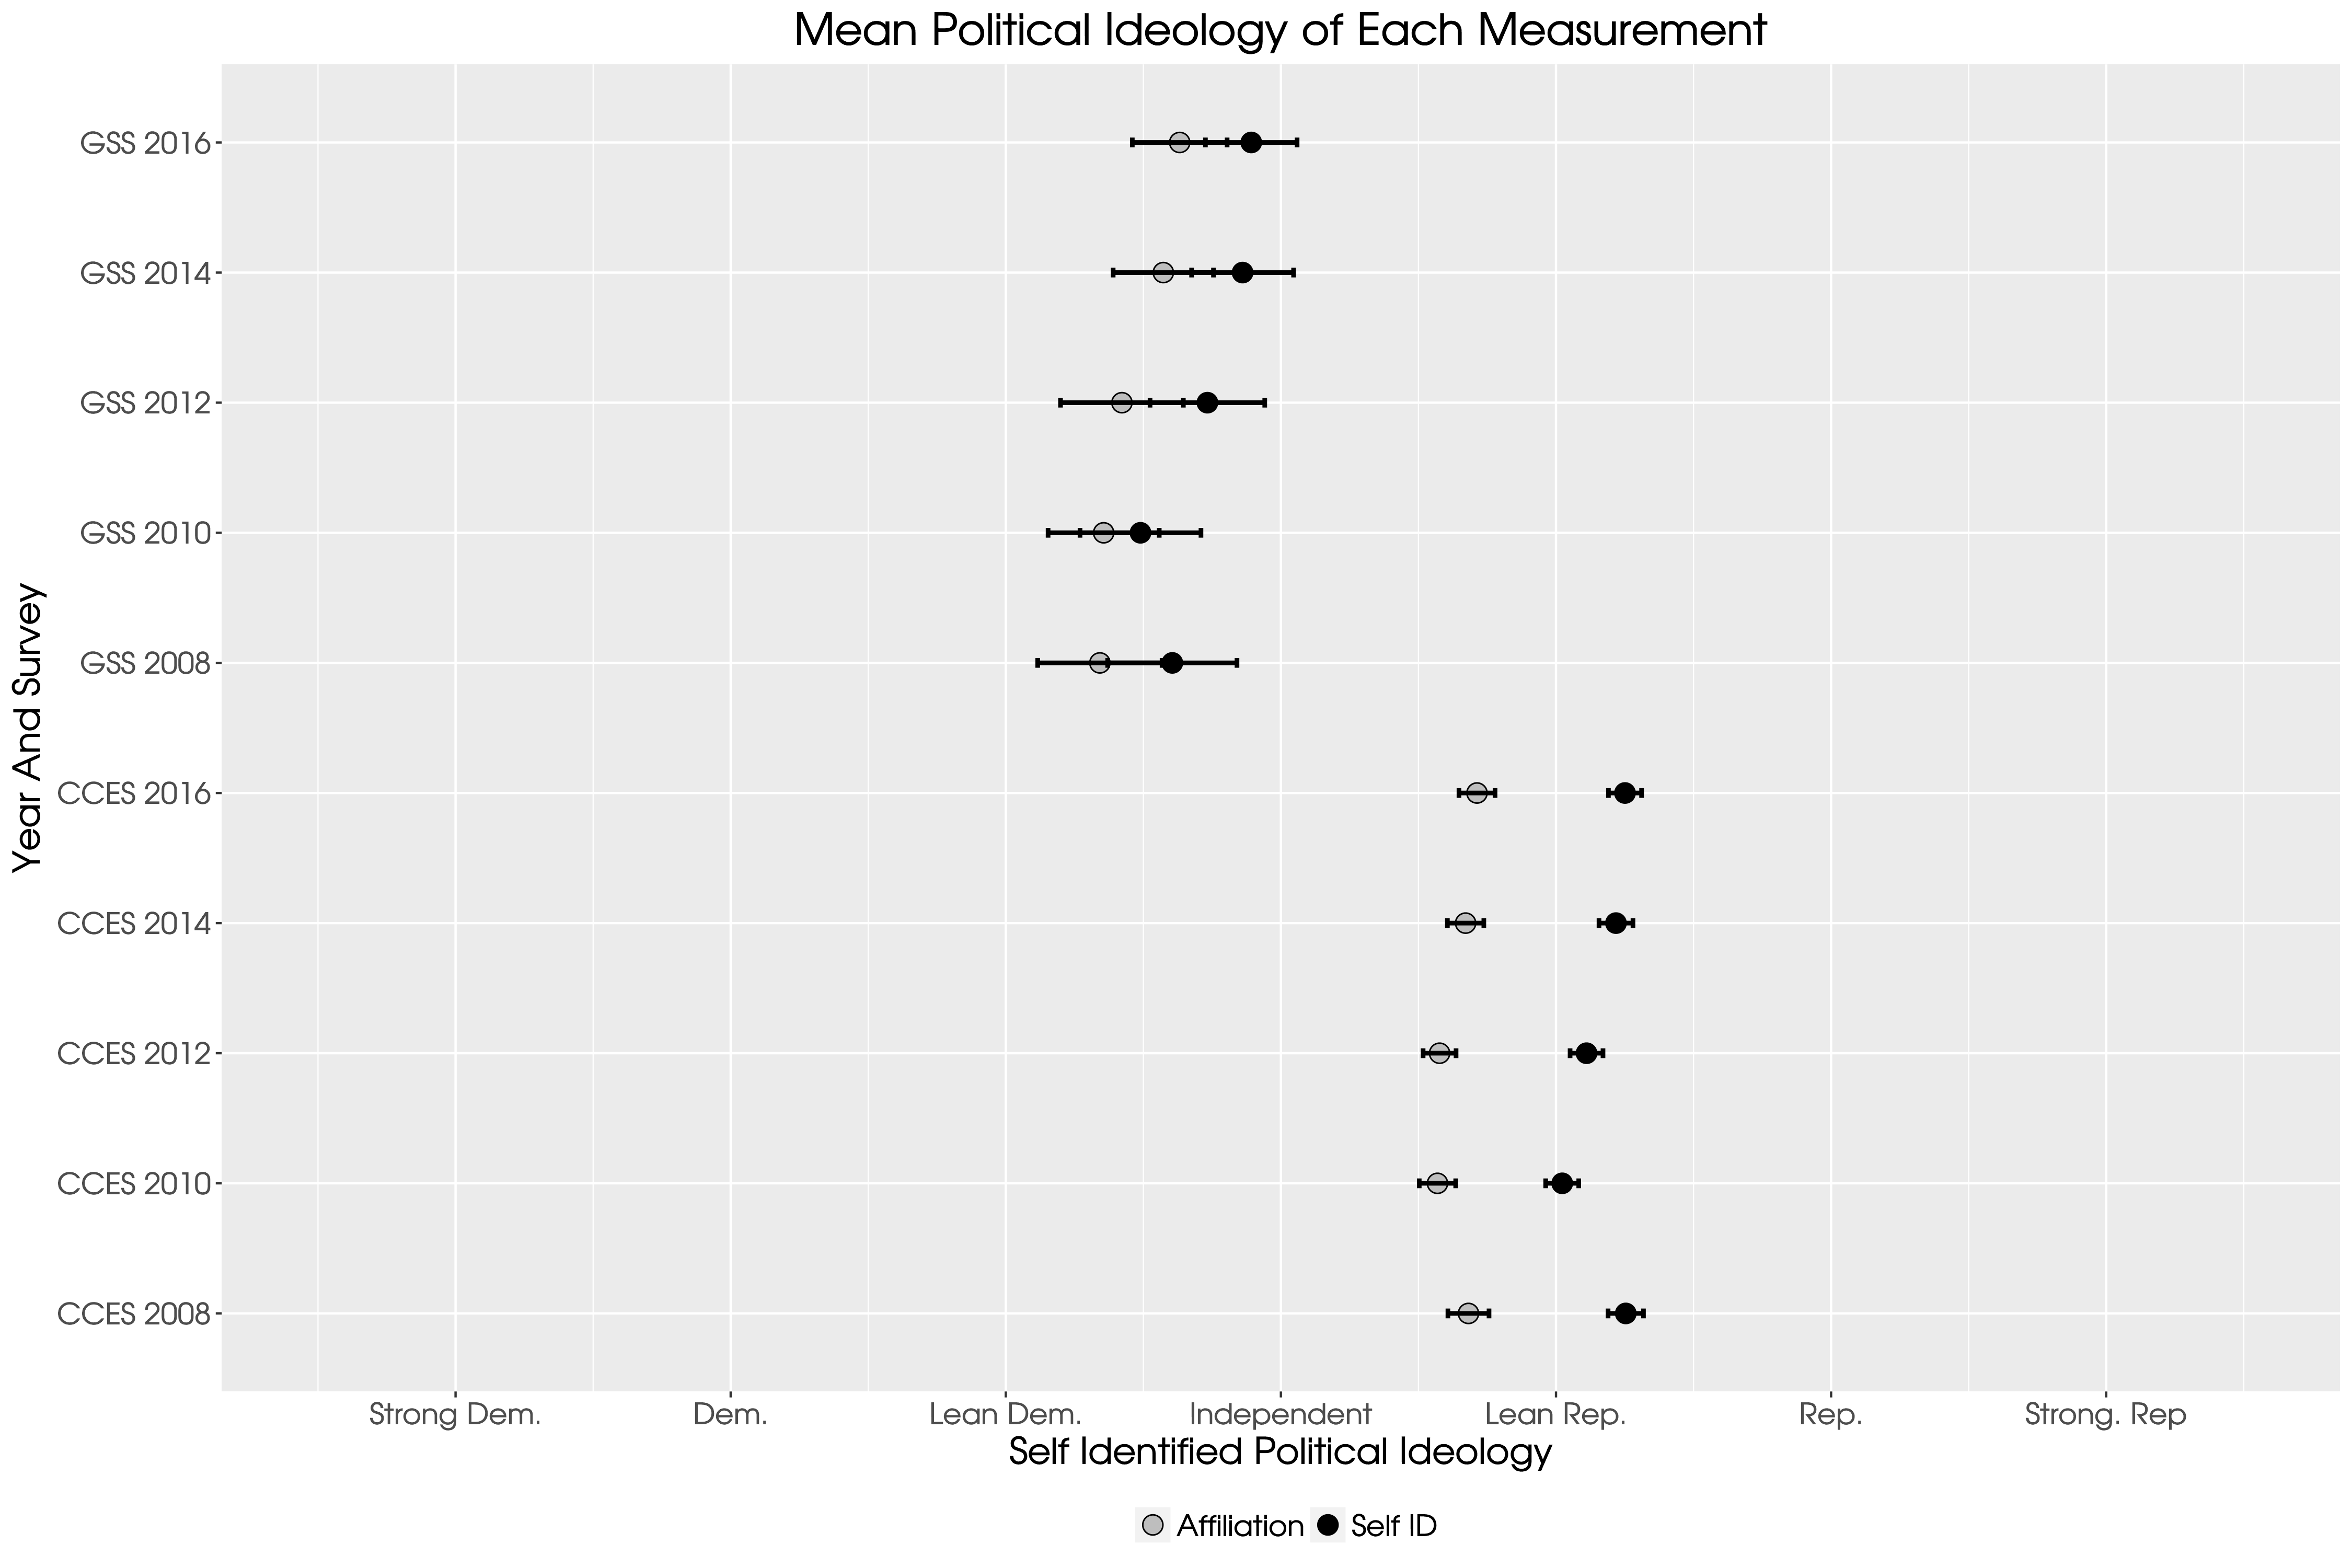 Mean Political Ideology of Each Measurement
GSS 2016
GSS 2014
GSS 2012
GSS 2010
GSS 2008
CCES 2016
CCES 2014
CCES 2012
CCES 2010
CCES 2008
Year And Survey
Strong Dem. Dem. Lean Dem. Independent Lean Rep. Rep. Strong. Rep
Self Identified Political Ideology
Affiliation Self ID